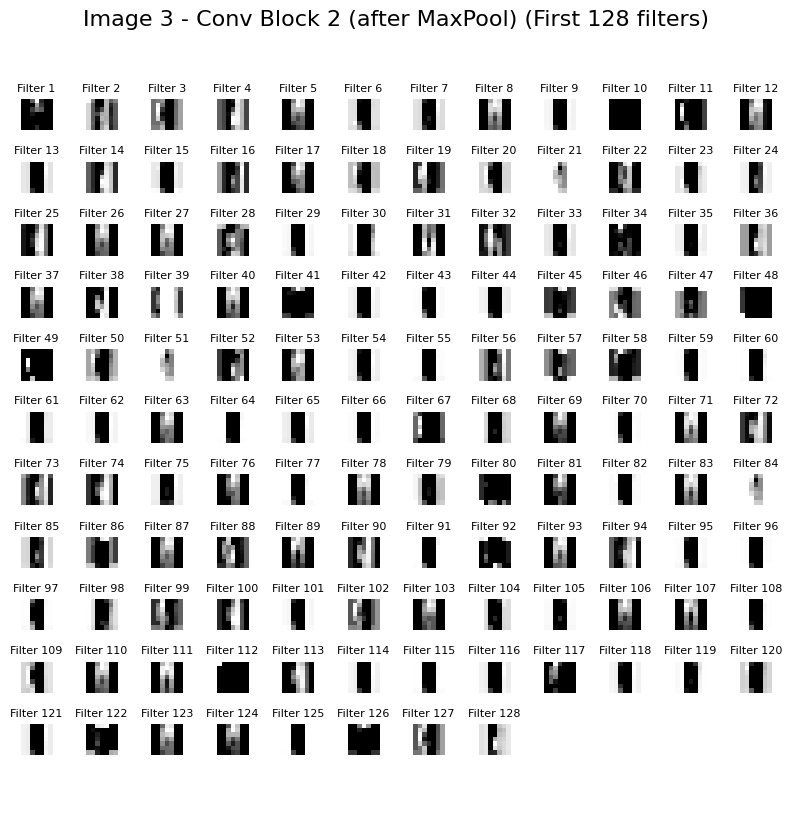 Image 3 - Conv Block 2 (after MaxPool) (First 128 filters)
Filter 1 Filter 2 Filter 3 Filter 4 Filter 5 Filter 6 Filter 7 Filter 8 Filter 9 Filter 10 Filter 11 Filter 12
Filter 13 Filter 14 Filter 15 Filter 16 Filter 17 Filter 18 Filter 19 Filter 20 Filter 21 Filter 22 Filter 23 Filter 24
Filter 25 Filter 26 Filter 27 Filter 28 Filter 29 Filter 30 Filter 31 Filter 32 Filter 33 Filter 34 Filter 35 Filter 36
Filter 37 Filter 38 Filter 39 Filter 40 Filter 41 Filter 42 Filter 43 Filter 44 Filter 45 Filter 46 Filter 47 Filter 48
Filter 49 Filter 50 Filter 51 Filter 52 Filter 53 Filter 54 Filter 55 Filter 56 Filter 57 Filter 58 Filter 59 Filter 60
Filter 61 Filter 62 Filter 63 Filter 64 Filter 65 Filter 66 Filter 67 Filter 68 Filter 69 Filter 70 Filter 71 Filter 72
Filter 73 Filter 74 Filter 75 Filter 76 Filter 77 Filter 78 Filter 79 Filter 80 Filter 81 Filter 82 Filter 83 Filter 84
Filter 85 Filter 86 Filter 87 Filter 88 Filter 89 Filter 90 Filter 91 Filter 92 Filter 93 Filter 94 Filter 95 Filter 96
Filter 97 Filter 98 Filter 99 Filter 100 Filter 101 Filter 102 Filter 103 Filter 104 Filter 105 Filter 106 Filter 107 Filter 108
Filter 109 Filter 110 Filter 111 Filter 112 Filter 113 Filter 114 Filter 115 Filter 116 Filter 117 Filter 118 Filter 119 Filter 120
Filter 121 Filter 122 Filter 123 Filter 124 Filter 125 Filter 126 Filter 127 Filter 128